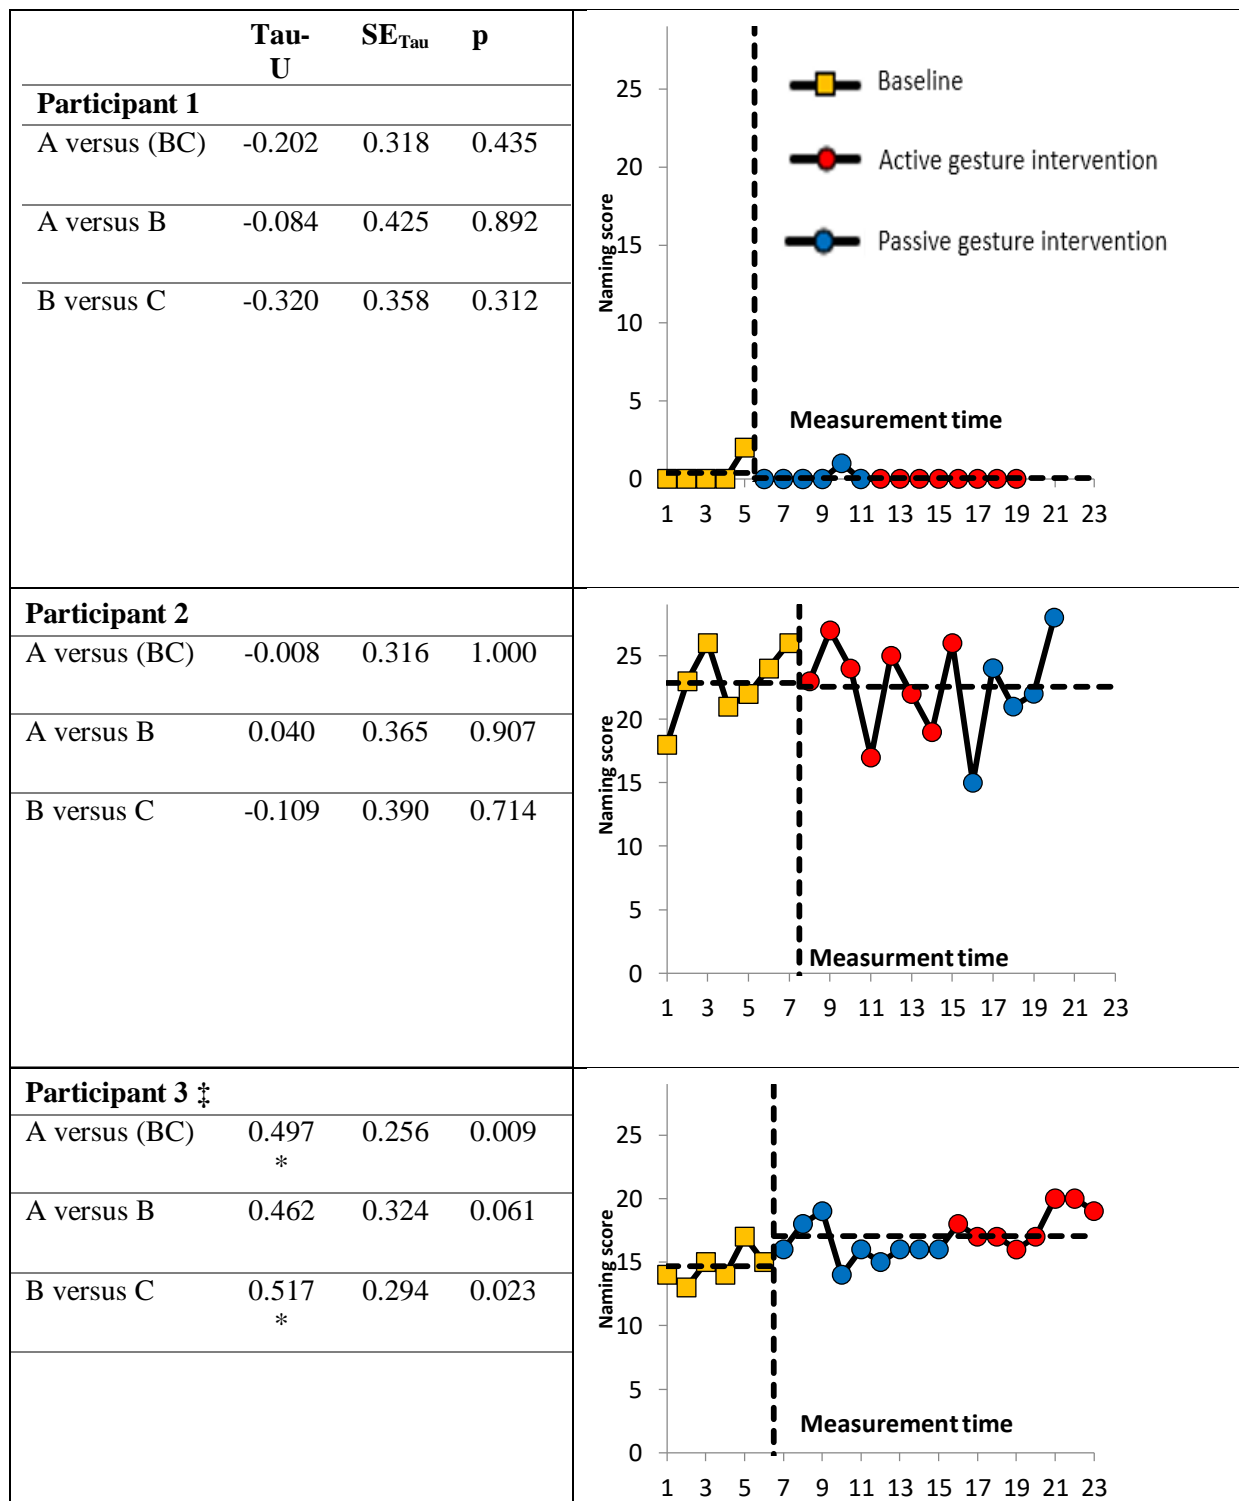 Tau-
U SE_Tau p
Participant 1
A versus (BC) -0.202 0.318 0.435
A versus B -0.084 0.425 0.892
B versus C -0.320 0.358 0.312
Naming score
25
20
15
10
5
0
Baseline
Active gesture intervention
Passive gesture intervention
Measurement time
1 3 5 7 9 11 13 15 17 19 21 23
Participant 2
A versus (BC) -0.008 0.316 1.000
A versus B 0.040 0.365 0.907
B versus C -0.109 0.390 0.714
Naming score
25
20
15
10
5
0
Measurment time
1 3 5 7 9 11 13 15 17 19 21 23
Participant 3 ‡
A versus (BC) 0.497 0.256 0.009
*
A versus B 0.462 0.324 0.061
B versus C 0.517 0.294 0.023
*
Naming score
25
20
15
10
5
0
Measurement time
1 3 5 7 9 11 13 15 17 19 21 23